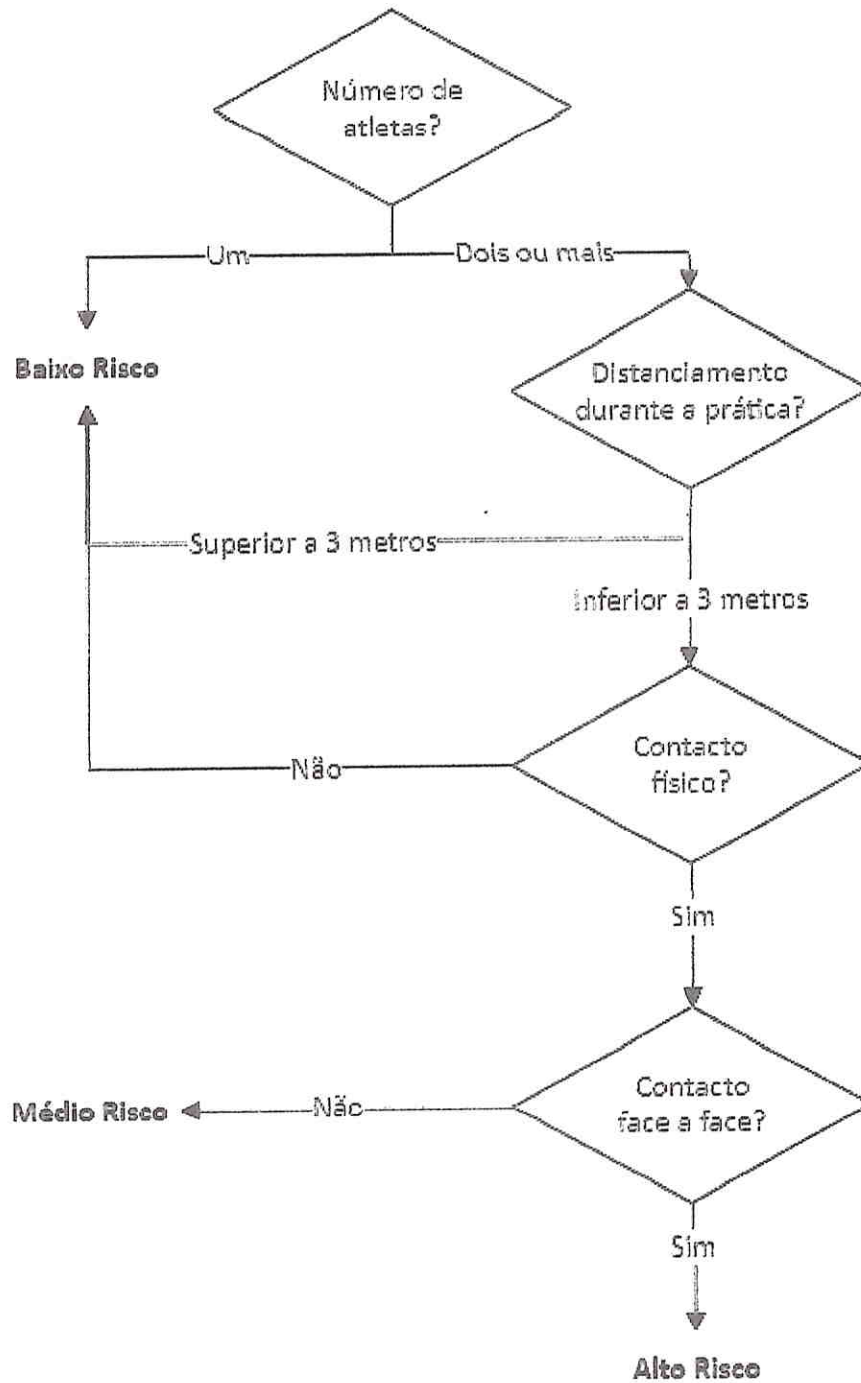 Número de
atletas?
Um
Dois ou mais
Baixo Risco
Distanciamento
durante a prática?
Superior a 3 metros
Inferior a 3 metros
Contacto
físico?
Não
Sim
Contacto
face a face?
Médio Risco
Não
Sim
Alto Risco